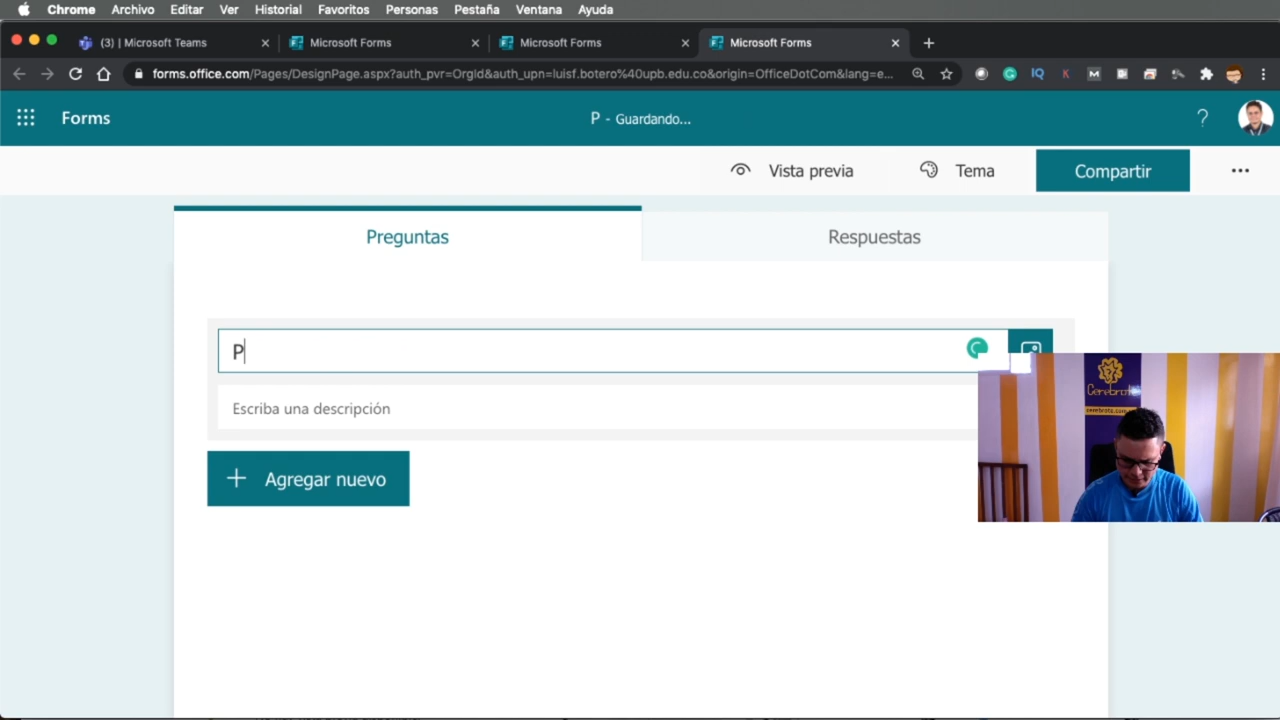 Chrome Archivo Editar Ver Historial Favoritos Personas Pestaña Ventana Ayuda
(3) | Microsoft Teams
Microsoft Forms
Microsoft Forms
Microsoft Forms
forms.office.com/Pages/DesignPage.aspx?auth_pvr=OrgId&auth_upn=luisf.botero%40upb.edu.co&origin=OfficeDotCom&lang=e...
Forms
P - Guardando...
?
Vista previa
Tema
Compartir
Preguntas
Respuestas
P
Escriba una descripción
Agregar nuevo
Cerebrote